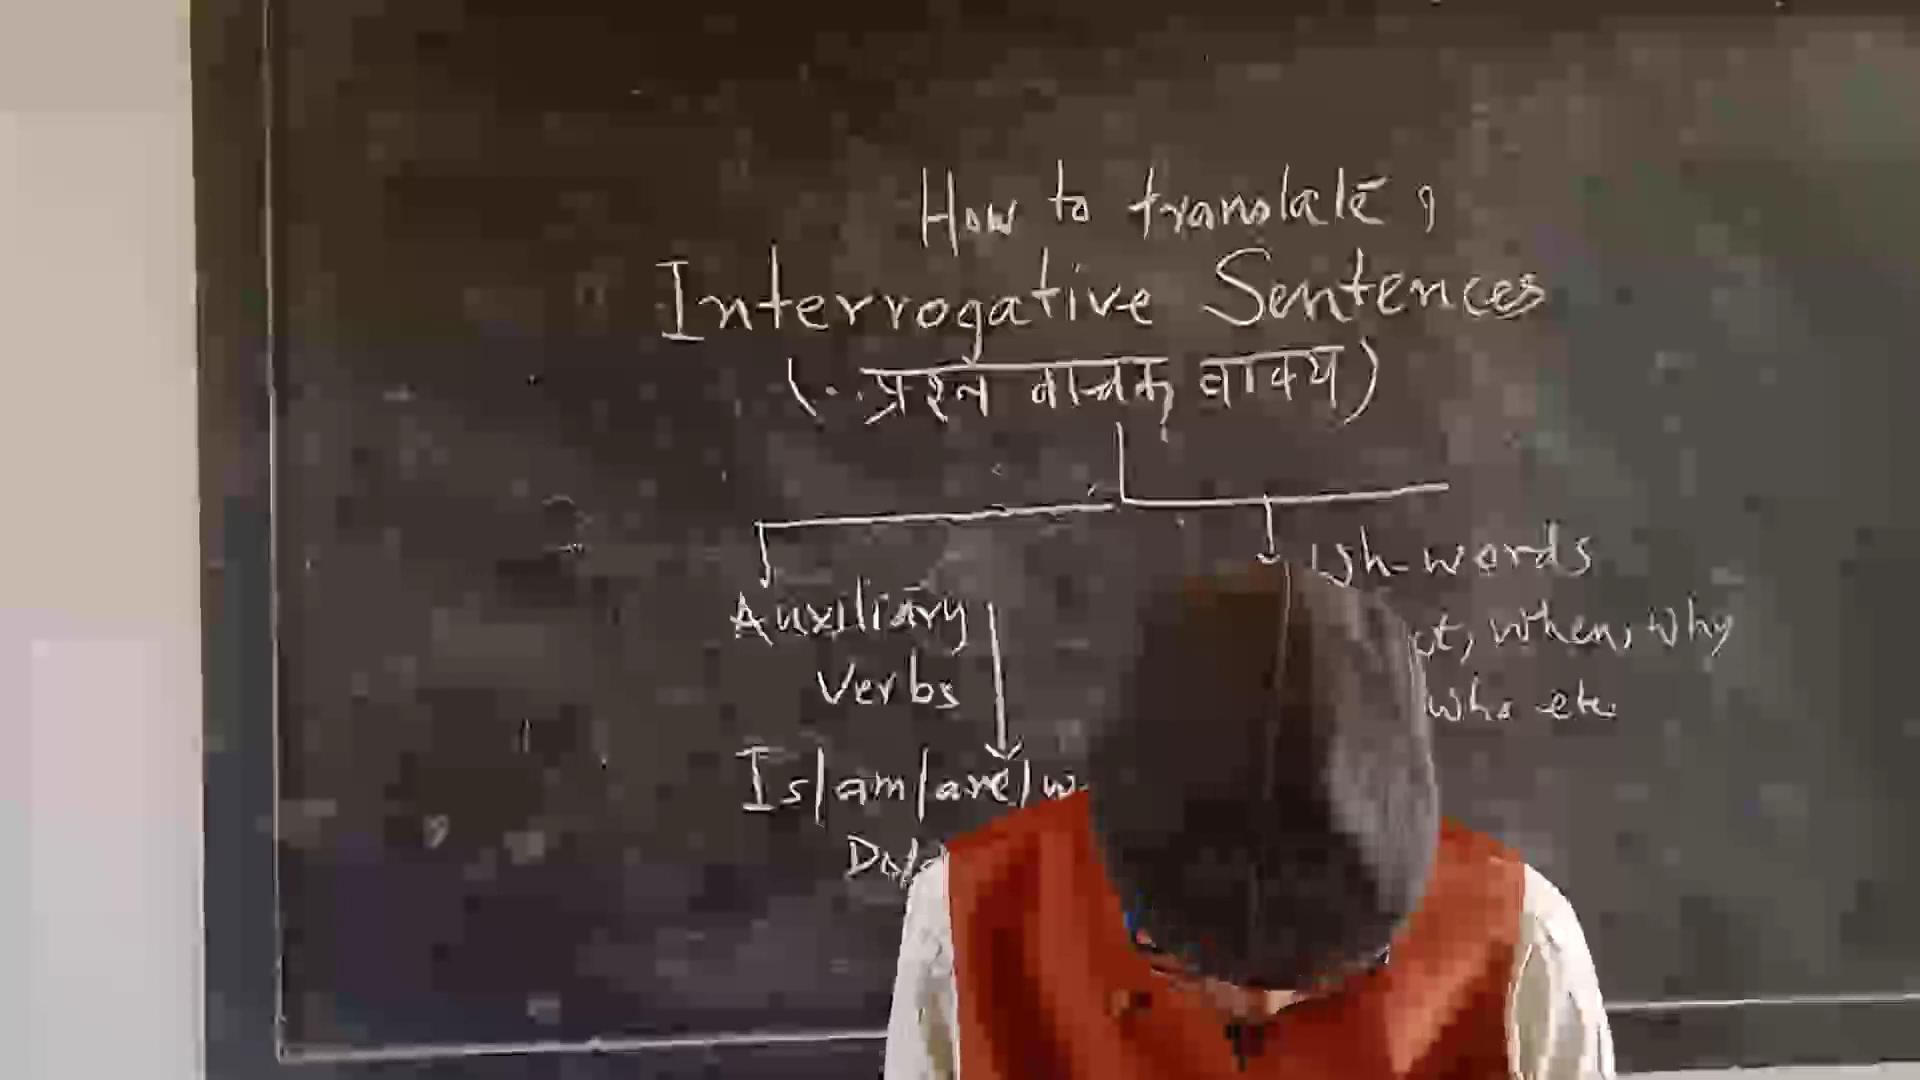 How to translate,
Interrogative Sentences
(प्रश्न वाचक वाक्य)
Auxiliary
Verbs
Is/am/are/
wh-words
when, why
who etc